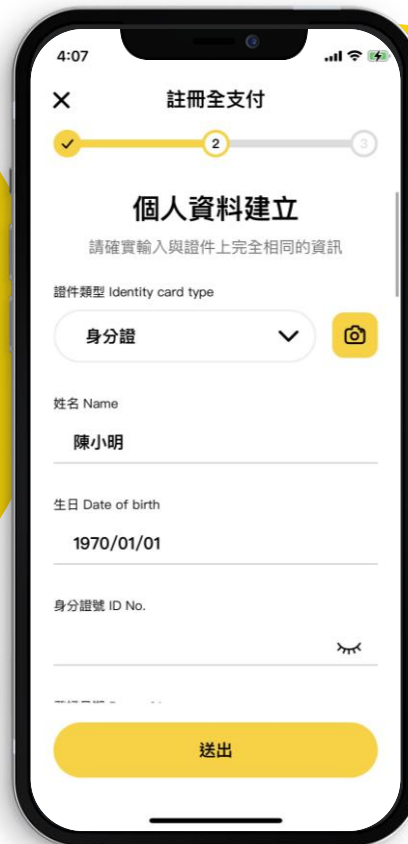 4:07
註冊全支付
2
3
個人資料建立
請確實輸入與證件上完全相同的資訊
證件類型 Identity card type
身分證
姓名 Name
陳小明
生日 Date of birth
1970/01/01
身分證號 ID No.
送出